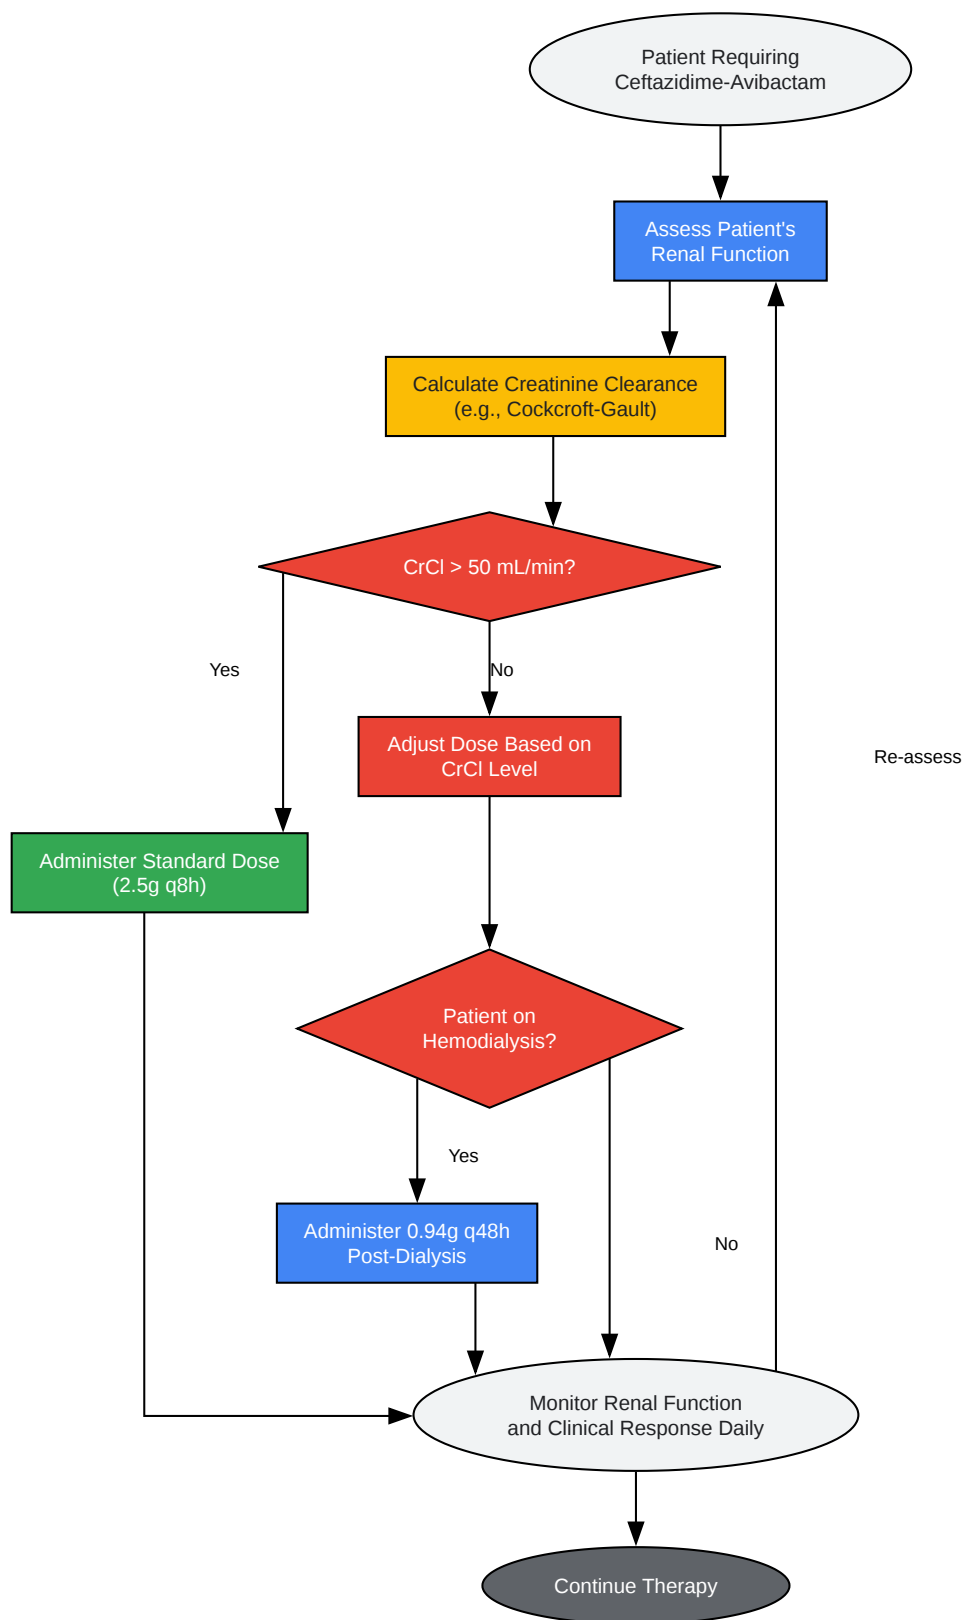 Patient Requiring
Ceftazidime-Avibactam
Assess Patient's
Renal Function
Calculate Creatinine Clearance
(e.g., Cockcroft-Gault)
CrCl > 50 mL/min?
Yes
No
Adjust Dose Based on
CrCl Level
Re-assess
Administer Standard Dose
(2.5g q8h)
Patient on
Hemodialysis?
Yes
Administer 0.94g q48h
Post-Dialysis
No
Monitor Renal Function
and Clinical Response Daily
Continue Therapy